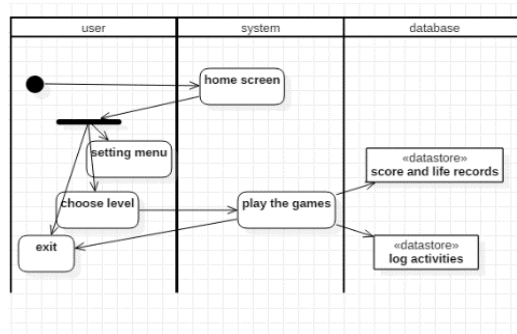 user
system
database
home screen
setting menu
«datastore»
score and life records
choose level
play the games
exit
«datastore»
log activities